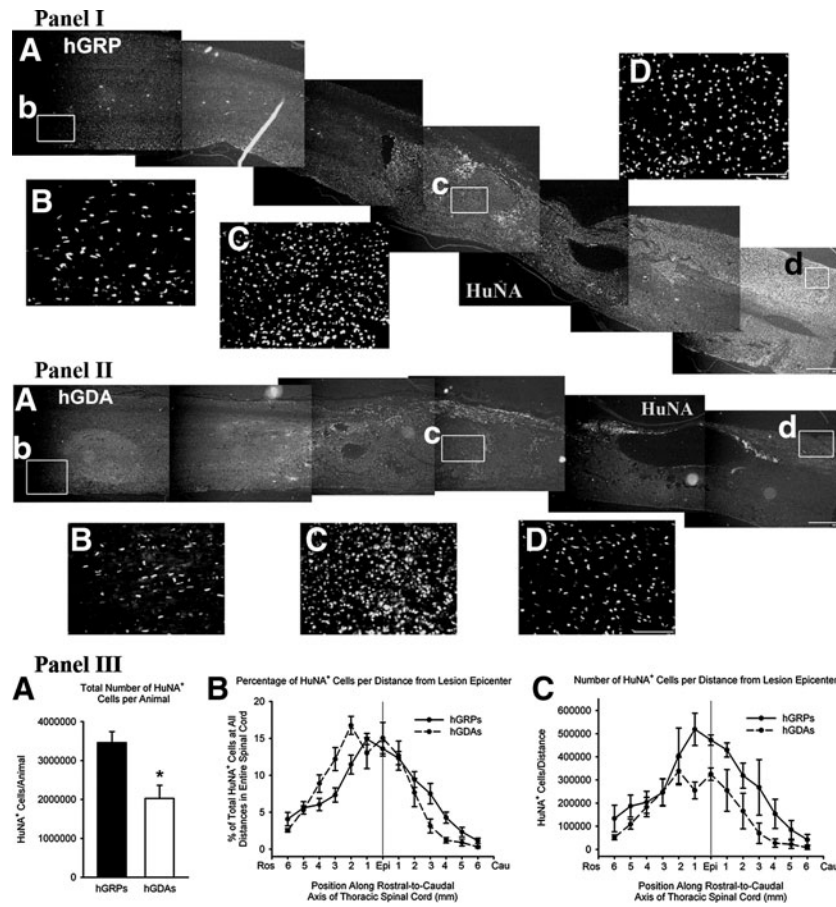 Panel I
A
hGRP
b
D
c
B
C
HuNA
d
Panel II
A
hGDA
b
c
HuNA
d
B
C
D
Panel III
A
Total Number of HuNA+
Cells per Animal
HuNA+ Cells/Animal
4000000
3000000
2000000
1000000
0
*
hGRPs
hGDAs
B
Percentage of HuNA+ Cells per Distance from Lesion Epicenter
% of Total HuNA+ Cells at All
Distances in Entire Spinal Cord
20
15
10
5
0
hGRPs
hGDAs
Ros 6 5 4 3 2 1 Epi 1 2 3 4 5 6 Cau
Position Along Rostral-to-Caudal
Axis of Thoracic Spinal Cord (mm)
C
Number of HuNA+ Cells per Distance from Lesion Epicenter
HuNA+ Cells/Distance
600000
500000
400000
300000
200000
100000
0
hGRPs
hGDAs
Ros 6 5 4 3 2 1 Epi 1 2 3 4 5 6 Cau
Position Along Rostral-to-Caudal
Axis of Thoracic Spinal Cord (mm)